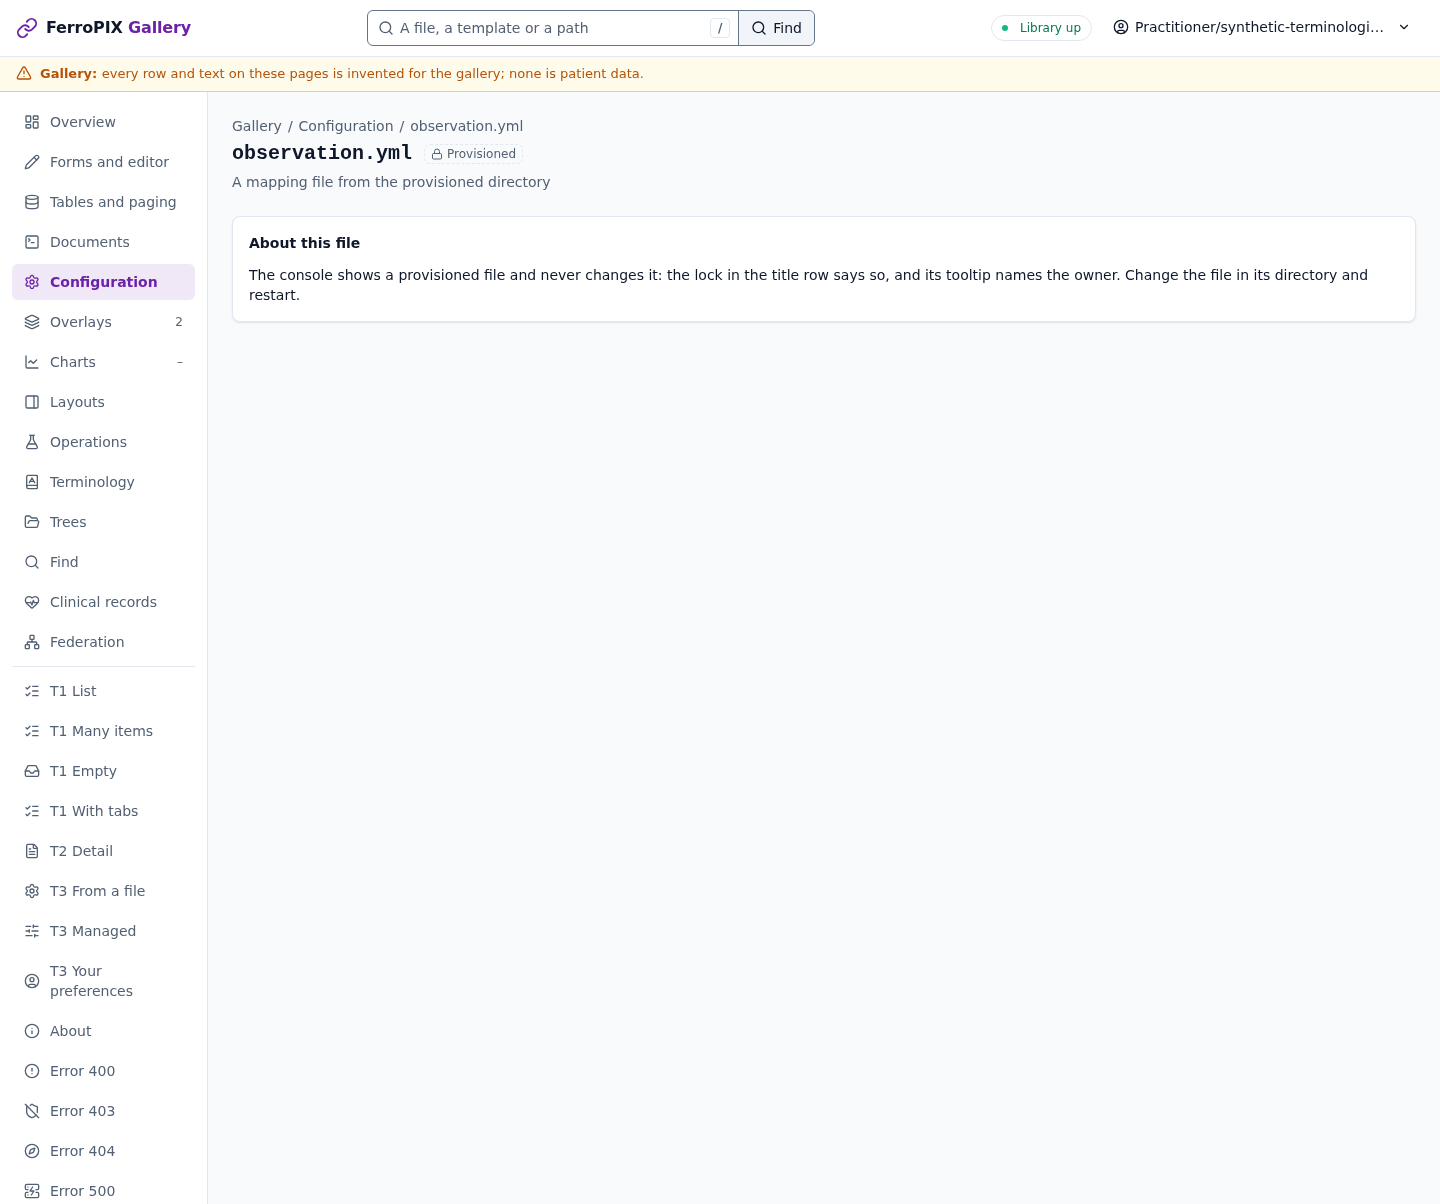 FerroPIX Gallery
A file, a template or a path
/
Find
Library up
Practitioner/synthetic-terminologi…
Gallery: every row and text on these pages is invented for the gallery; none is patient data.
Overview
Forms and editor
Tables and paging
Documents
Configuration
Overlays 2
Charts –
Layouts
Operations
Terminology
Trees
Find
Clinical records
Federation
T1 List
T1 Many items
T1 Empty
T1 With tabs
T2 Detail
T3 From a file
T3 Managed
T3 Your
preferences
About
Error 400
Error 403
Error 404
Error 500
Gallery / Configuration / observation.yml
observation.yml Provisioned
A mapping file from the provisioned directory
About this file
The console shows a provisioned file and never changes it: the lock in the title row says so, and its tooltip names the owner. Change the file in its directory and
restart.